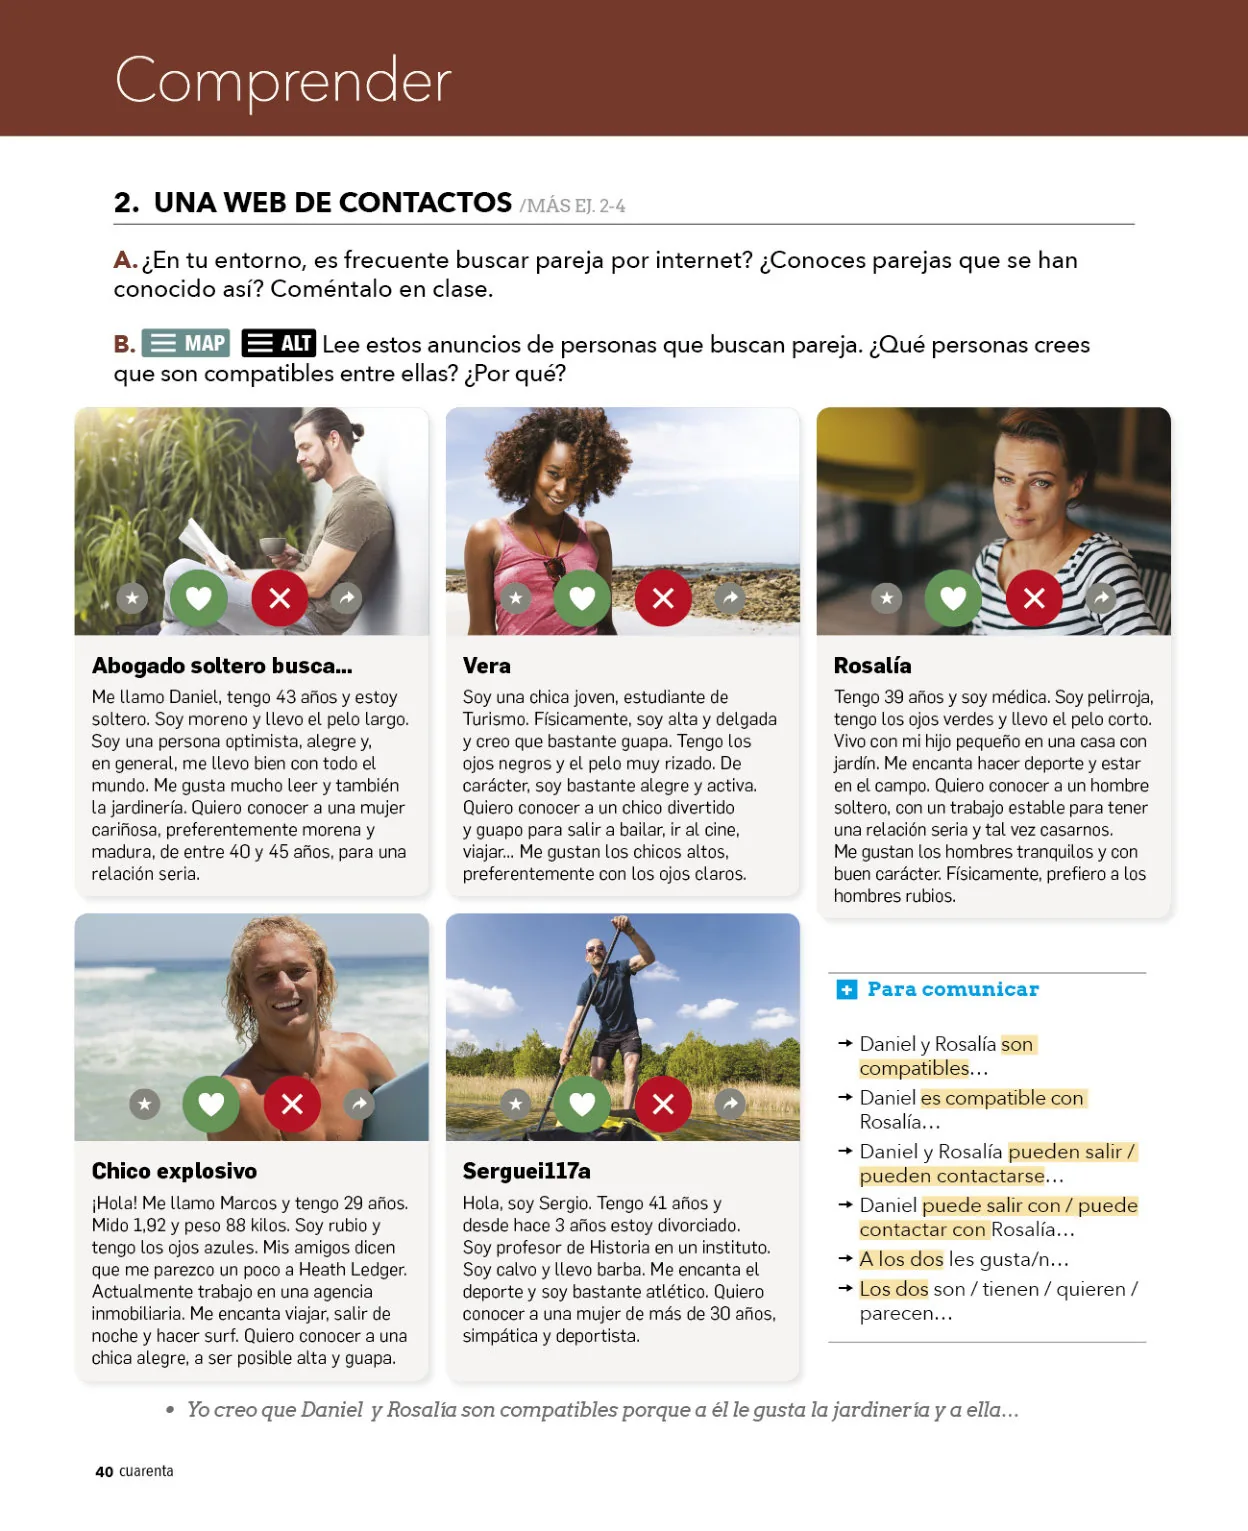 Comprender
2. UNA WEB DE CONTACTOS /MÁS EJ. 2-4
A. ¿En tu entorno, es frecuente buscar pareja por internet? ¿Conoces parejas que se han
conocido así? Coméntalo en clase.
B. MAP ALT Lee estos anuncios de personas que buscan pareja. ¿Qué personas crees
que son compatibles entre ellas? ¿Por qué?
Abogado soltero busca...
Me llamo Daniel, tengo 43 años y estoy
soltero. Soy moreno y llevo el pelo largo.
Soy una persona optimista, alegre y,
en general, me llevo bien con todo el
mundo. Me gusta mucho leer y también
la jardinería. Quiero conocer a una mujer
cariñosa, preferentemente morena y
madura, de entre 40 y 45 años, para una
relación seria.
Vera
Soy una chica joven, estudiante de
Turismo. Físicamente, soy alta y delgada
y creo que bastante guapa. Tengo los
ojos negros y el pelo muy rizado. De
carácter, soy bastante alegre y activa.
Quiero conocer a un chico divertido
y guapo para salir a bailar, ir al cine,
viajar... Me gustan los chicos altos,
preferentemente con los ojos claros.
Rosalía
Tengo 39 años y soy médica. Soy pelirroja,
tengo los ojos verdes y llevo el pelo corto.
Vivo con mi hijo pequeño en una casa con
jardín. Me encanta hacer deporte y estar
en el campo. Quiero conocer a un hombre
soltero, con un trabajo estable para tener
una relación seria y tal vez casarnos.
Me gustan los hombres tranquilos y con
buen carácter. Físicamente, prefiero a los
hombres rubios.
Chico explosivo
¡Hola! Me llamo Marcos y tengo 29 años.
Mido 1,92 y peso 88 kilos. Soy rubio y
tengo los ojos azules. Mis amigos dicen
que me parezco un poco a Heath Ledger.
Actualmente trabajo en una agencia
inmobiliaria. Me encanta viajar, salir de
noche y hacer surf. Quiero conocer a una
chica alegre, a ser posible alta y guapa.
Serguei117a
Hola, soy Sergio. Tengo 41 años y
desde hace 3 años estoy divorciado.
Soy profesor de Historia en un instituto.
Soy calvo y llevo barba. Me encanta el
deporte y soy bastante atlético. Quiero
conocer a una mujer de más de 30 años,
simpática y deportista.
+ Para comunicar
→ Daniel y Rosalía son
compatibles…
→ Daniel es compatible con
Rosalía…
→ Daniel y Rosalía pueden salir /
pueden contactarse…
→ Daniel puede salir con / puede
contactar con Rosalía…
→ A los dos les gusta/n…
→ Los dos son / tienen / quieren /
parecen…
• Yo creo que Daniel y Rosalía son compatibles porque a él le gusta la jardinería y a ella…
40 cuarenta